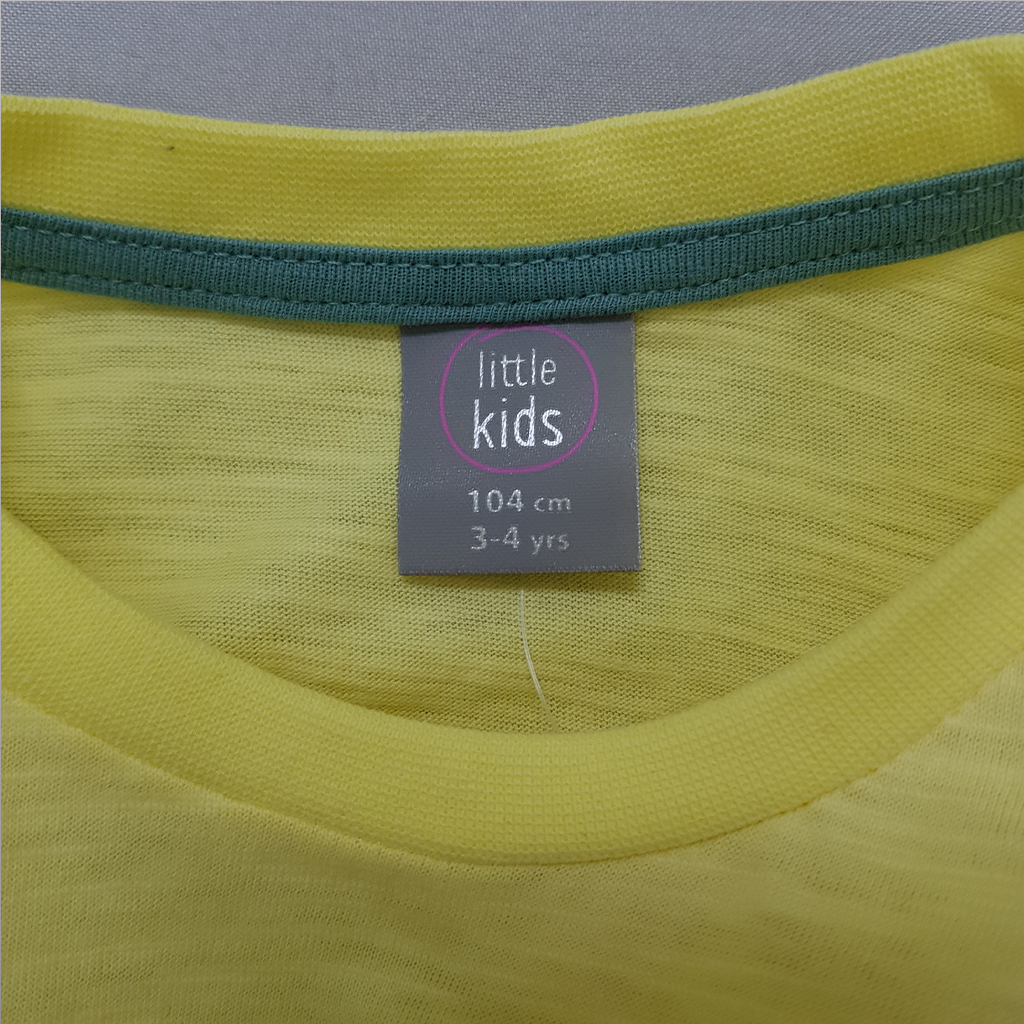 little
kids
104 cm
3-4 yrs